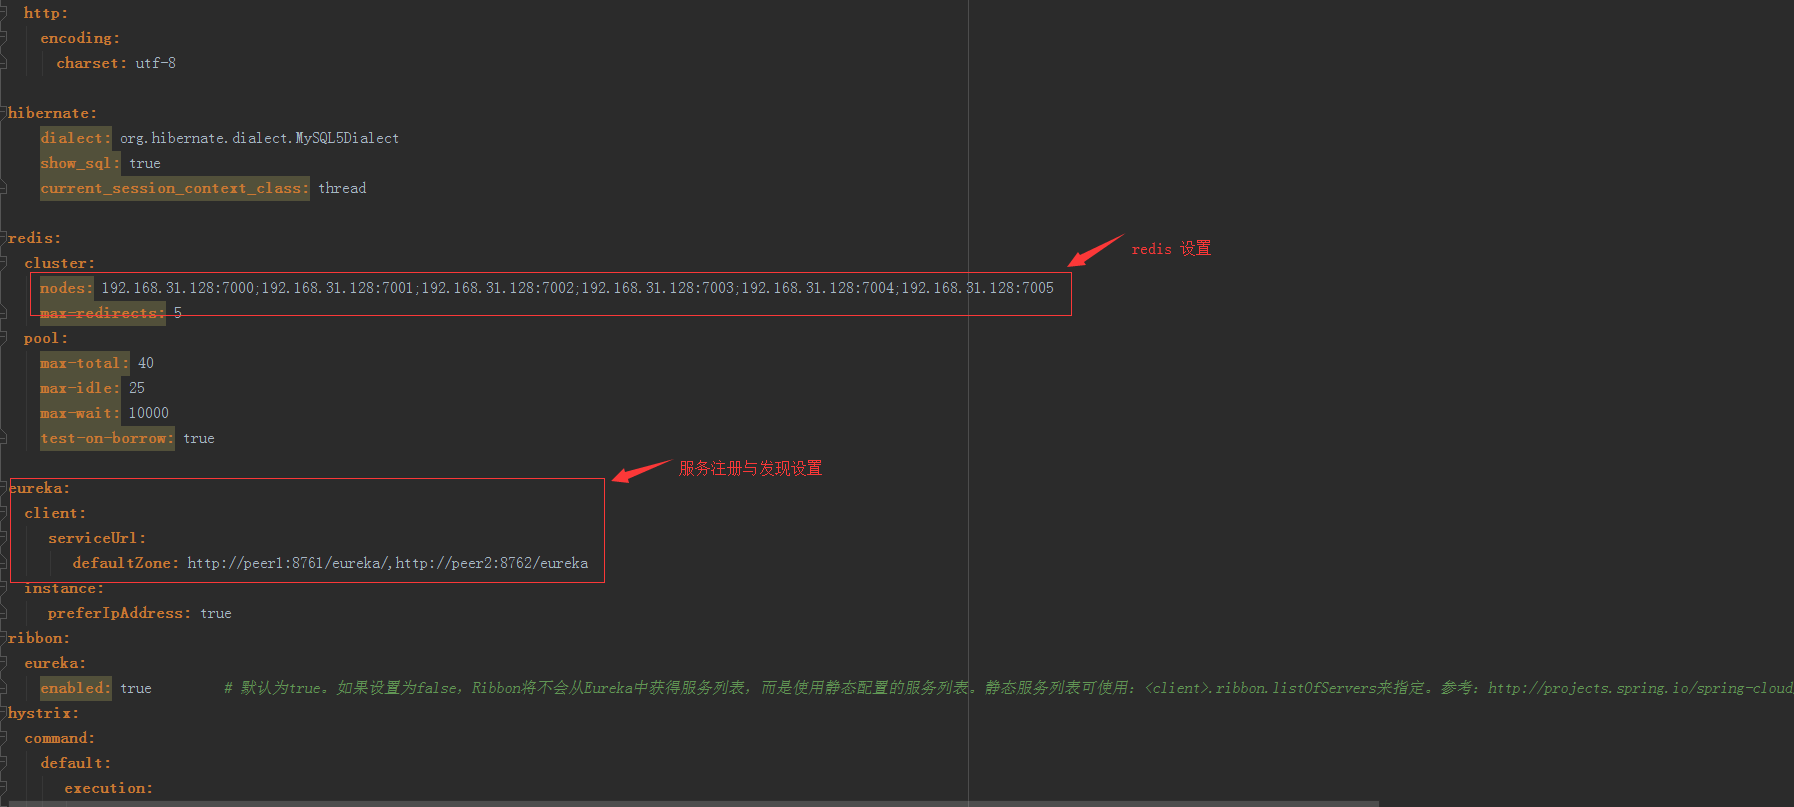 http:
encoding:
charset: utf-8
hibernate:
dialect: org.hibernate.dialect.MySQL5Dialect
show_sql: true
current_session_context_class: thread
redis:
redis 设置
cluster:
nodes: 192.168.31.128:7000;192.168.31.128:7001;192.168.31.128:7002;192.168.31.128:7003;192.168.31.128:7004;192.168.31.128:7005
max-redirects: 5
pool:
max-total: 40
max-idle: 25
max-wait: 10000
test-on-borrow: true
服务注册与发现设置
eureka:
client:
serviceUrl:
defaultZone: http://peer1:8761/eureka/,http://peer2:8762/eureka
instance:
preferIpAddress: true
ribbon:
eureka:
enabled: true # 默认为true。如果设置为false，Ribbon将不会从Eureka中获得服务列表，而是使用静态配置的服务列表。静态服务列表可使用：<client>.ribbon.listOfServers来指定。参考：http://projects.spring.io/spring-cloud
hystrix:
command:
default:
execution: